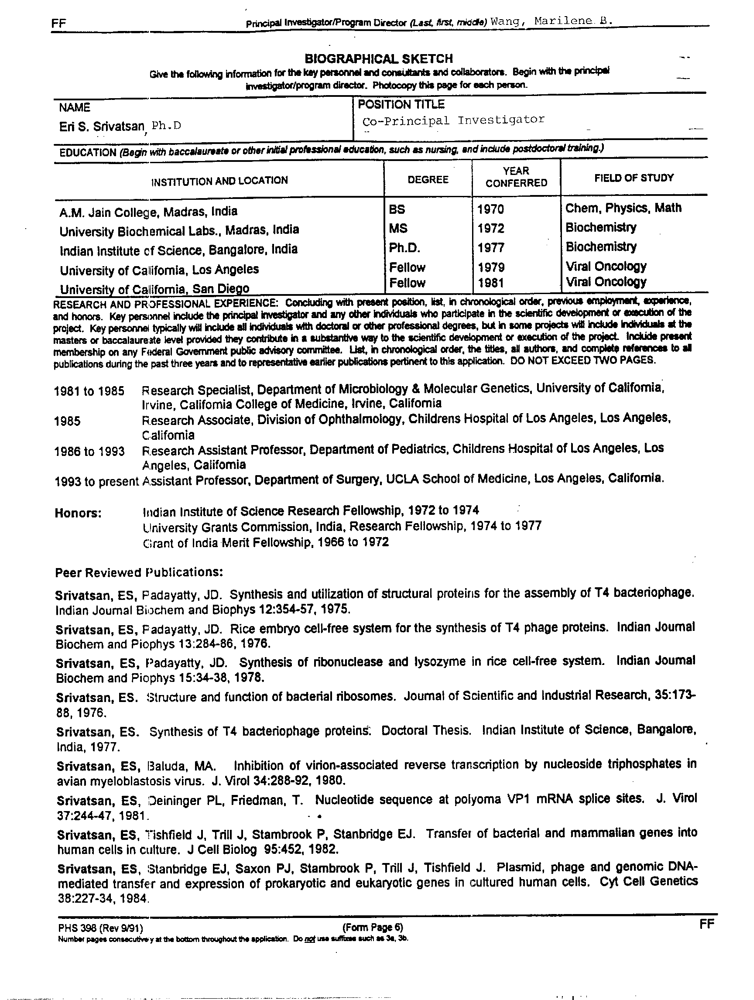 FF
Principal Investigator/Program Director (Last, first, middle) Wang, Marilene B.
BIOGRAPHICAL SKETCH
Give the following information for the key personnel and consultants and collaborators. Begin with the principal
investigator/program director. Photocopy this page for each person.
NAME
Eri S. Srivatsan, Ph.D
POSITION TITLE
Co-Principal Investigator
EDUCATION (Begin with baccalaureate or other initial professional education, such as nursing, and include postdoctoral training.)
INSTITUTION AND LOCATION DEGREE YEAR CONFERRED FIELD OF STUDY
A.M. Jain College, Madras, India BS 1970 Chem, Physics, Math
University Biochemical Labs., Madras, India MS 1972 Biochemistry
Indian Institute of Science, Bangalore, India Ph.D. 1977 Biochemistry
University of California, Los Angeles Fellow 1979 Viral Oncology
University of California, San Diego Fellow 1981 Viral Oncology
RESEARCH AND PROFESSIONAL EXPERIENCE: Concluding with present position, list, in chronological order, previous employment, experience,
and honors. Key personnel include the principal investigator and any other individuals who participate in the scientific development or execution of the
project. Key personnel typically will include all individuals with doctoral or other professional degrees, but in some projects will include individuals at the
masters or baccalaureate level provided they contribute in a substantive way to the scientific development or execution of the project. Include present
membership on any Federal Government public advisory committee. List, in chronological order, the titles, all authors, and complete references to all
publications during the past three years and to representative earlier publications pertinent to this application. DO NOT EXCEED TWO PAGES.
1981 to 1985 Research Specialist, Department of Microbiology & Molecular Genetics, University of California,
Irvine, California College of Medicine, Irvine, California
1985 Research Associate, Division of Ophthalmology, Childrens Hospital of Los Angeles, Los Angeles,
California
1986 to 1993 Research Assistant Professor, Department of Pediatrics, Childrens Hospital of Los Angeles, Los
Angeles, California
1993 to present Assistant Professor, Department of Surgery, UCLA School of Medicine, Los Angeles, California.
Honors: Indian Institute of Science Research Fellowship, 1972 to 1974
University Grants Commission, India, Research Fellowship, 1974 to 1977
Grant of India Merit Fellowship, 1966 to 1972
Peer Reviewed Publications:
Srivatsan, ES, Padayatty, JD. Synthesis and utilization of structural proteins for the assembly of T4 bacteriophage.
Indian Journal Biochem and Biophys 12:354-57, 1975.
Srivatsan, ES, Padayatty, JD. Rice embryo cell-free system for the synthesis of T4 phage proteins. Indian Journal
Biochem and Piophys 13:284-86, 1976.
Srivatsan, ES, Padayatty, JD. Synthesis of ribonuclease and lysozyme in rice cell-free system. Indian Journal
Biochem and Piophys 15:34-38, 1978.
Srivatsan, ES. Structure and function of bacterial ribosomes. Journal of Scientific and Industrial Research, 35:173-
88, 1976.
Srivatsan, ES. Synthesis of T4 bacteriophage proteins. Doctoral Thesis. Indian Institute of Science, Bangalore,
India, 1977.
Srivatsan, ES, Baluda, MA. Inhibition of virion-associated reverse transcription by nucleoside triphosphates in
avian myeloblastosis virus. J. Virol 34:288-92, 1980.
Srivatsan, ES, Deininger PL, Friedman, T. Nucleotide sequence at polyoma VP1 mRNA splice sites. J. Virol
37:244-47, 1981.
Srivatsan, ES, Tishfield J, Trill J, Stambrook P, Stanbridge EJ. Transfer of bacterial and mammalian genes into
human cells in culture. J Cell Biolog 95:452, 1982.
Srivatsan, ES, Stanbridge EJ, Saxon PJ, Stambrook P, Trill J, Tishfield J. Plasmid, phage and genomic DNA-
mediated transfer and expression of prokaryotic and eukaryotic genes in cultured human cells. Cyt Cell Genetics
38:227-34, 1984.
PHS 398 (Rev 9/91) (Form Page 6) FF
Number pages consecutively at the bottom throughout the application. Do not use suffixes such as 3a, 3b.